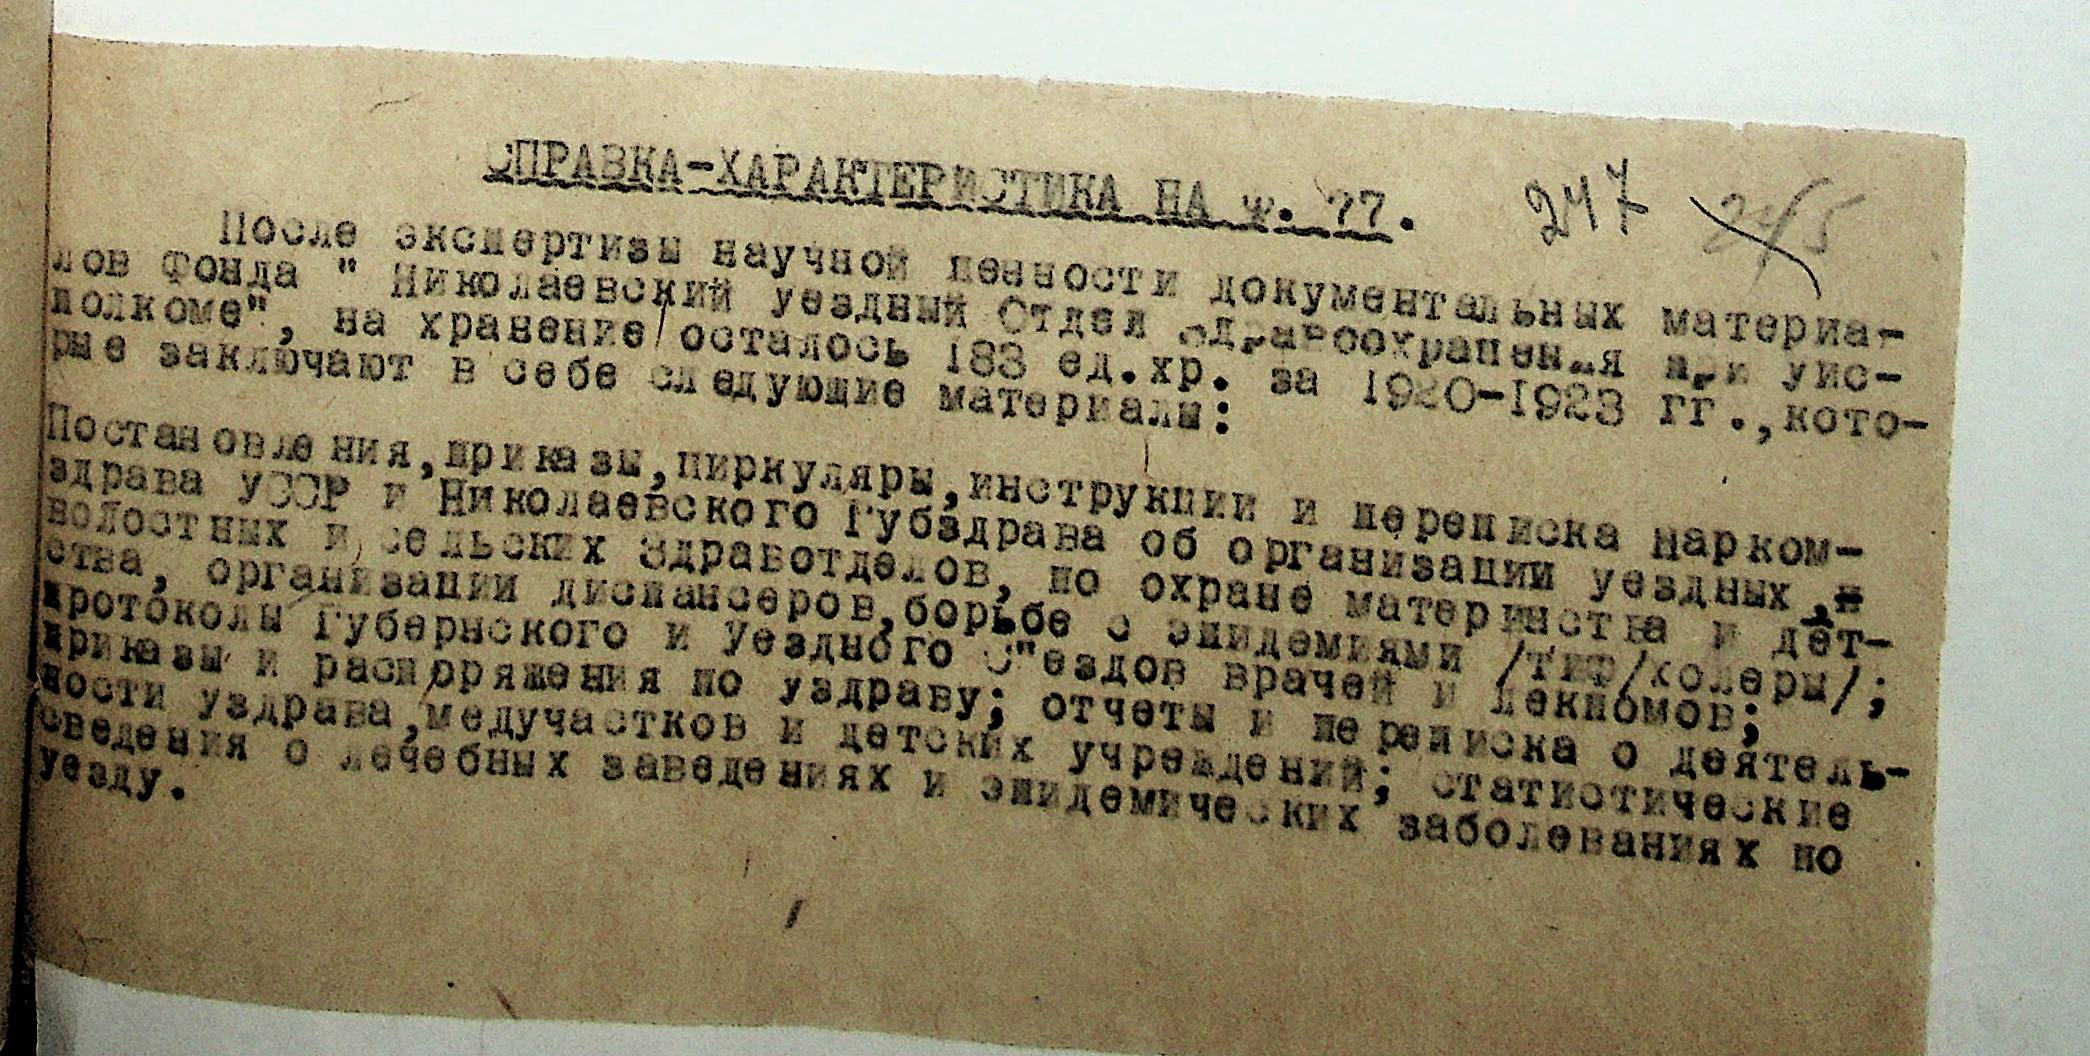 СПРАВКА-ХАРАКТЕРИСТИКА НА Ф. 77.
247
245
После экспертизы научной ценности документальных материа-
лов Фонда " Николаевский уездный Отдел здравоохранения при уис-
полкоме", на хранение осталось 183 ед.хр. за 1920-1923 гг.,кото-
рые заключают в себе следующие материалы:
Постановления,приказы,циркуляры,инструкции и переписка нарком-
здрава УССР и Николаевского Губздрава об организации уездных ,и
волостных и сельских Здравотделов, по охране материнства и дет-
ства, организации диспансеров,борьбе с эпидемиями /тиф/холеры/;
протоколы Губернского и Уездного С"ездов врачей и лекпомов;
приказы и распорряжения по уздраву; отчеты и переписка о деятель-
ности уздрава,медучастков и детских учреждений; статистические
сведения о лечебных заведениях и эпидемических заболеваниях по
уезду.